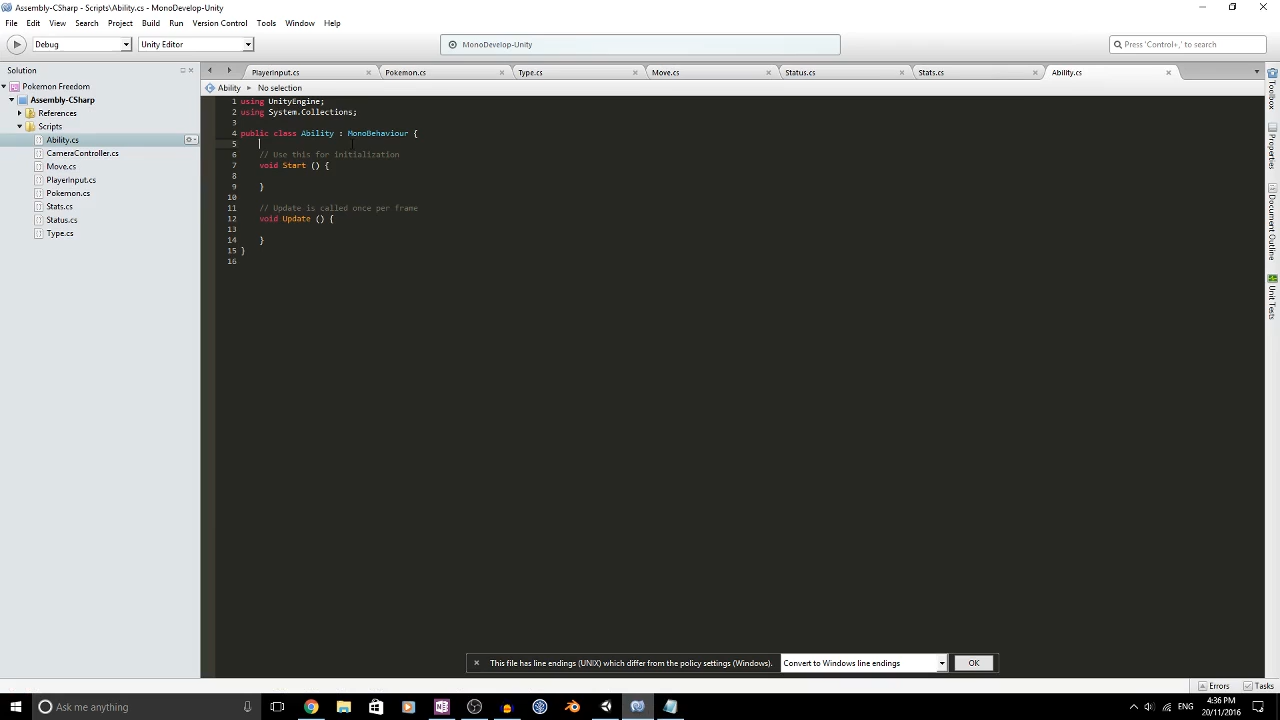 Assembly-CSharp - Scripts\Ability.cs - MonoDevelop-Unity
File Edit View Search Project Build Run Version Control Tools Window Help
Debug Unity Editor MonoDevelop-Unity Press 'Control+,' to search
Solution
PlayerInput.cs Pokemon.cs Type.cs Move.cs Status.cs Stats.cs Ability.cs
Ability No selection
Pokemon Freedom
Assembly-CSharp
References
Scripts
Ability.cs
CameraController.cs
Move.cs
PlayerInput.cs
Pokemon.cs
Stats.cs
Status.cs
Type.cs
1 using UnityEngine;
2 using System.Collections;
3
4 public class Ability : MonoBehaviour {
5
6 // Use this for initialization
7 void Start () {
8
9 }
10
11 // Update is called once per frame
12 void Update () {
13
14 }
15 }
16
Toolbox
Properties
Document Outline
Unit Tests
This file has line endings (UNIX) which differ from the policy settings (Windows). Convert to Windows line endings OK
Errors Tasks
Ask me anything
ENG
4:36 PM
20/11/2016